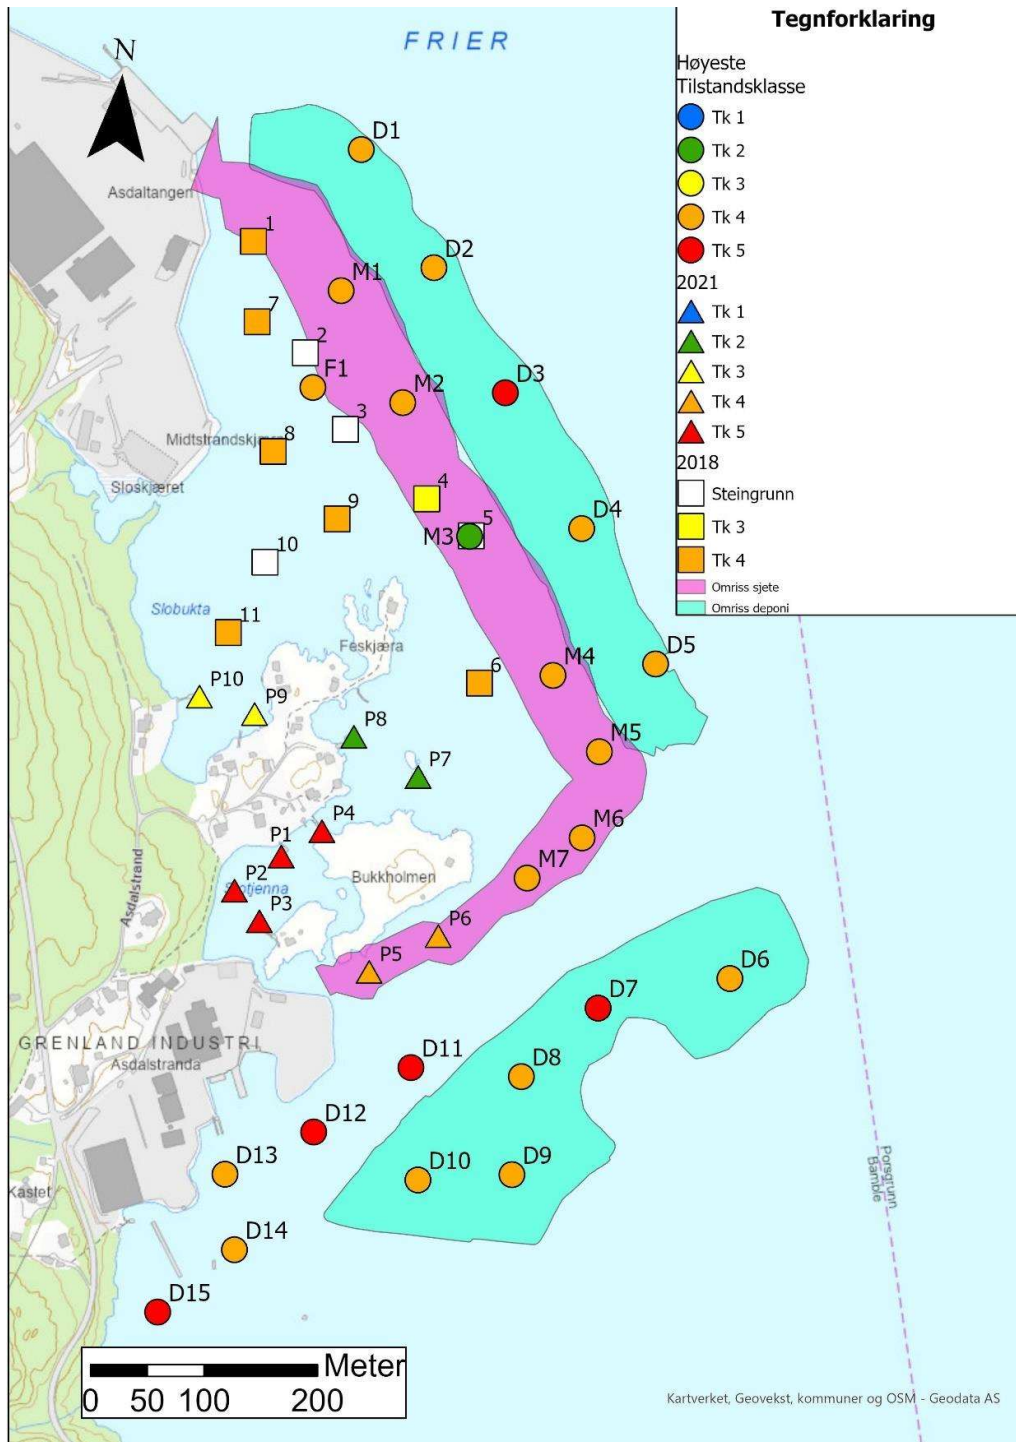 Tegnforklaring
Høyeste
Tilstandsklasse
Tk 1
Tk 2
Tk 3
Tk 4
Tk 5
2021
Tk 1
Tk 2
Tk 3
Tk 4
Tk 5
2018
Steingrunn
Tk 3
Tk 4
Omriss sjete
Omriss deponi
FRIER
N
D1
Asdaltangen
1
D2
M1
7
2
F1
M2
D3
3
Midtstrandskjæret
8
Sloskjæret
4
9
M3
5
D4
10
Slobukta
11
Feskjæra
6
M4
D5
P10
P9
P8
M5
P7
P4
M6
P1
Asdalstrand
P2
M7
Bukkholmen
P3
P6
P5
D6
D7
GRENLAND INDUSTRI
Asdalstranda
D11
D8
D12
D13
D10
D9
Kastet
Porsgrunn
Bamble
D14
D15
Meter
0 50 100 200
Kartverket, Geovekst, kommuner og OSM - Geodata AS